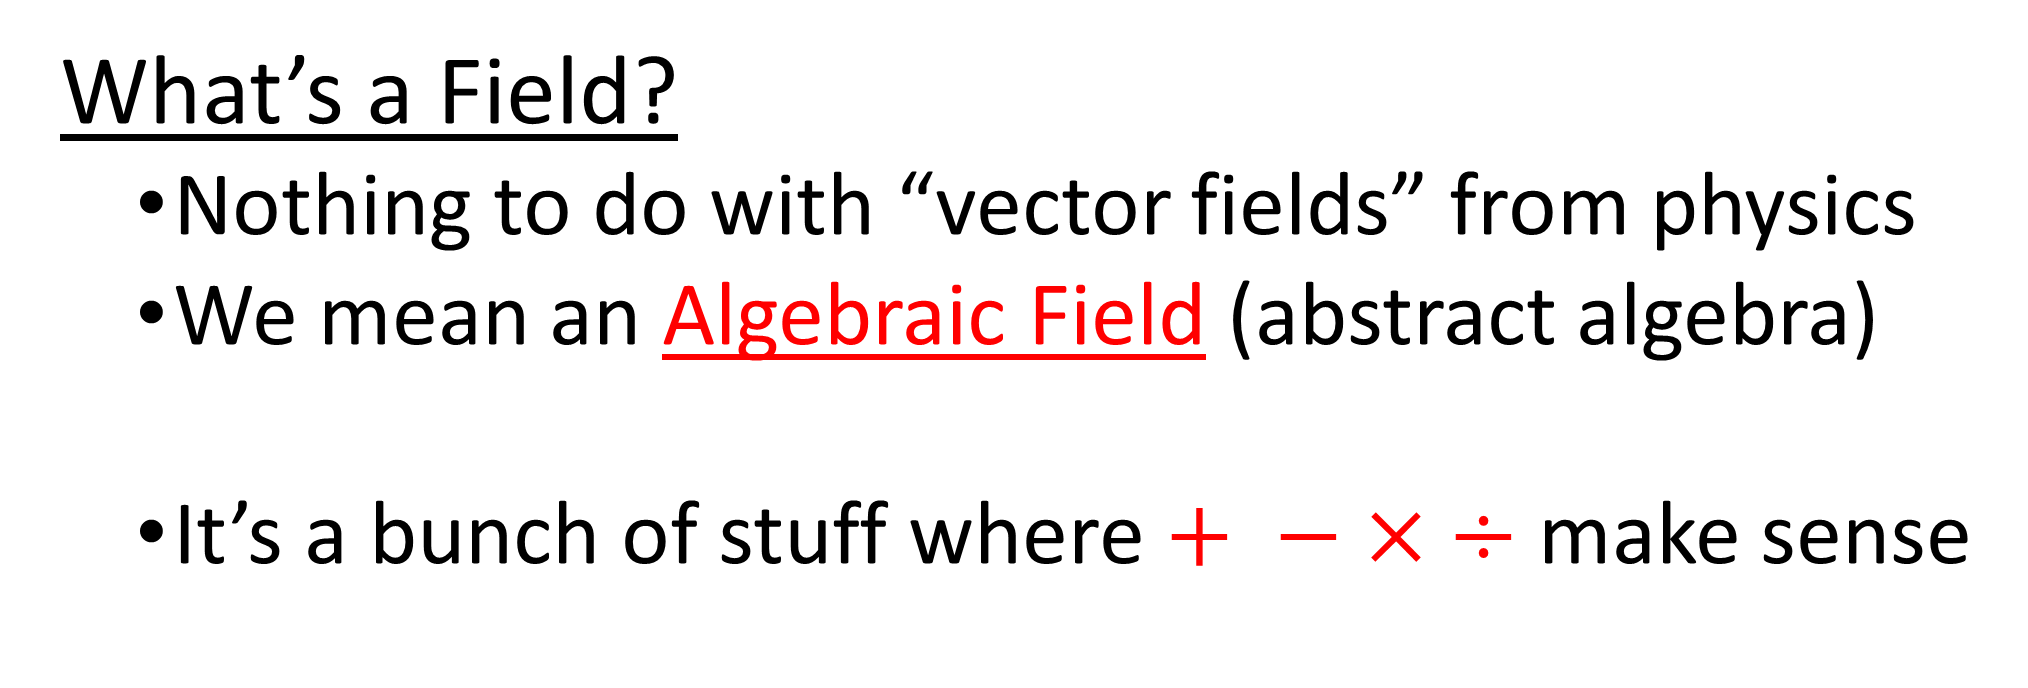 What’s a Field?
•Nothing to do with “vector fields” from physics
•We mean an Algebraic Field (abstract algebra)
•It’s a bunch of stuff where + − × ÷ make sense